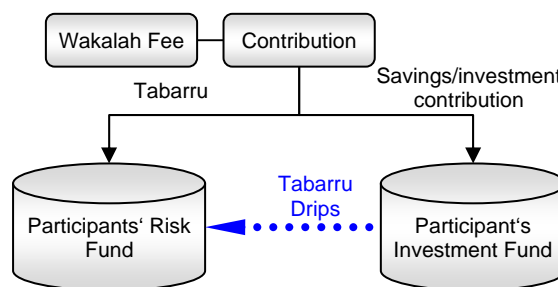 Wakalah Fee
Contribution
Tabarru
Savings/investment
contribution
Tabarru
Drips
Participants‘ Risk
Fund
Participant‘s
Investment Fund